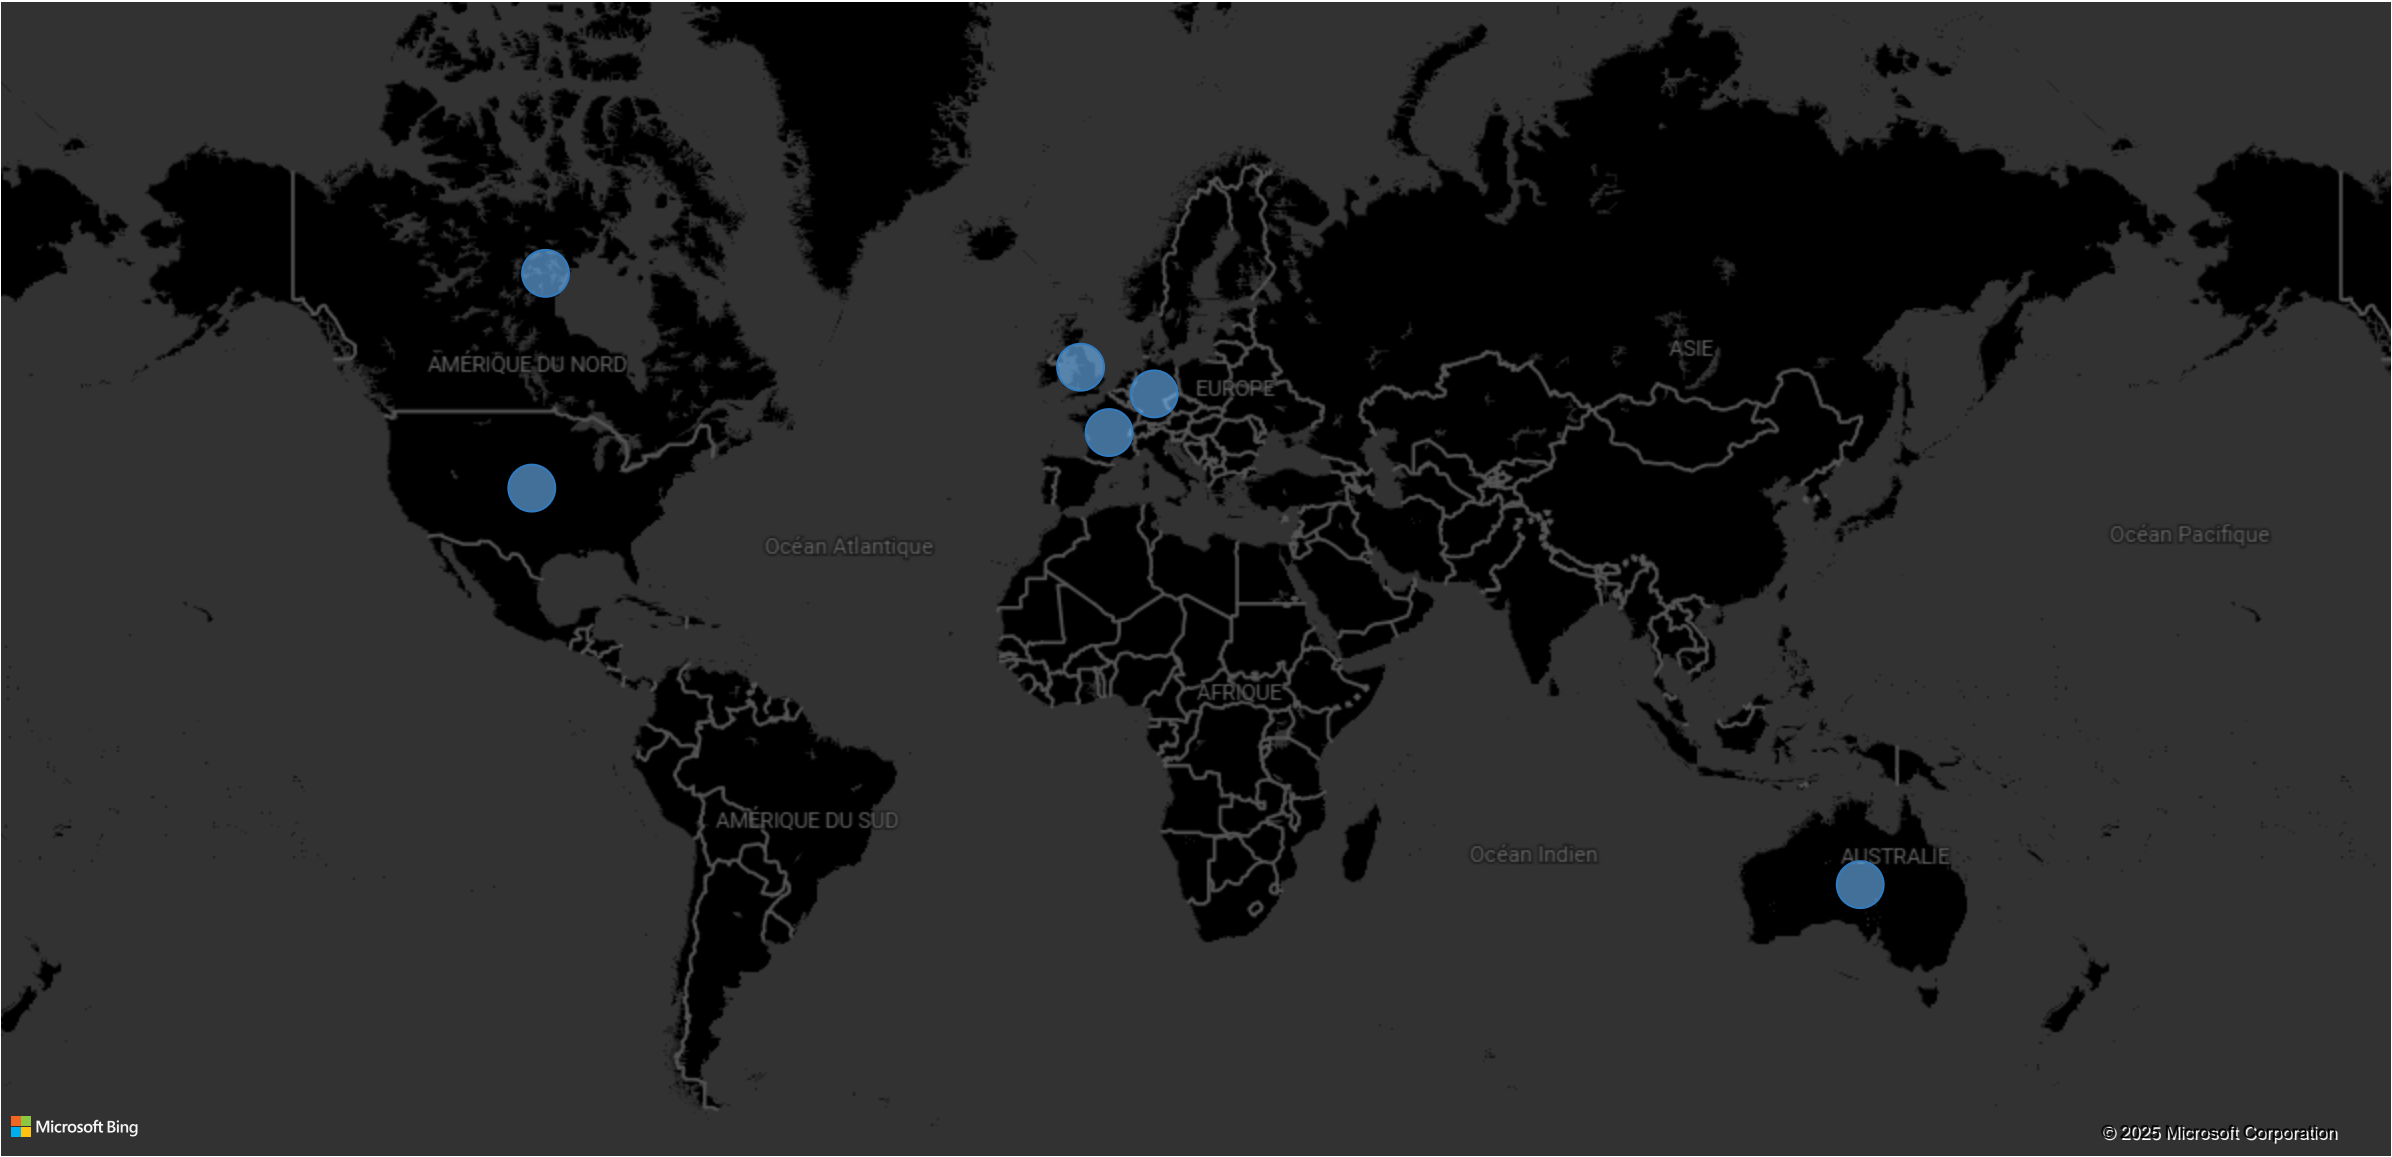 ASIE
AMÉRIQUE DU NORD
EUROPE
Océan Pacifique
Océan Atlantique
AFRIQUE
AMÉRIQUE DU SUD
Océan Indien
AUSTRALIE
Microsoft Bing
© 2025 Microsoft Corporation